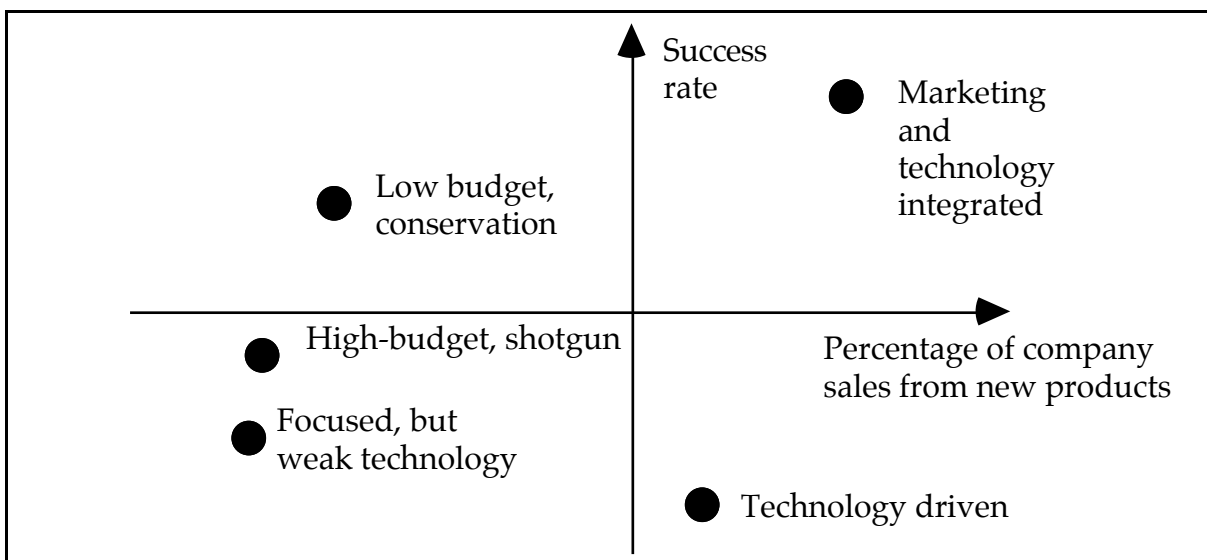 Success
rate
Marketing
and
technology
integrated
Low budget,
conservation
High-budget, shotgun
Percentage of company
sales from new products
Focused, but
weak technology
Technology driven